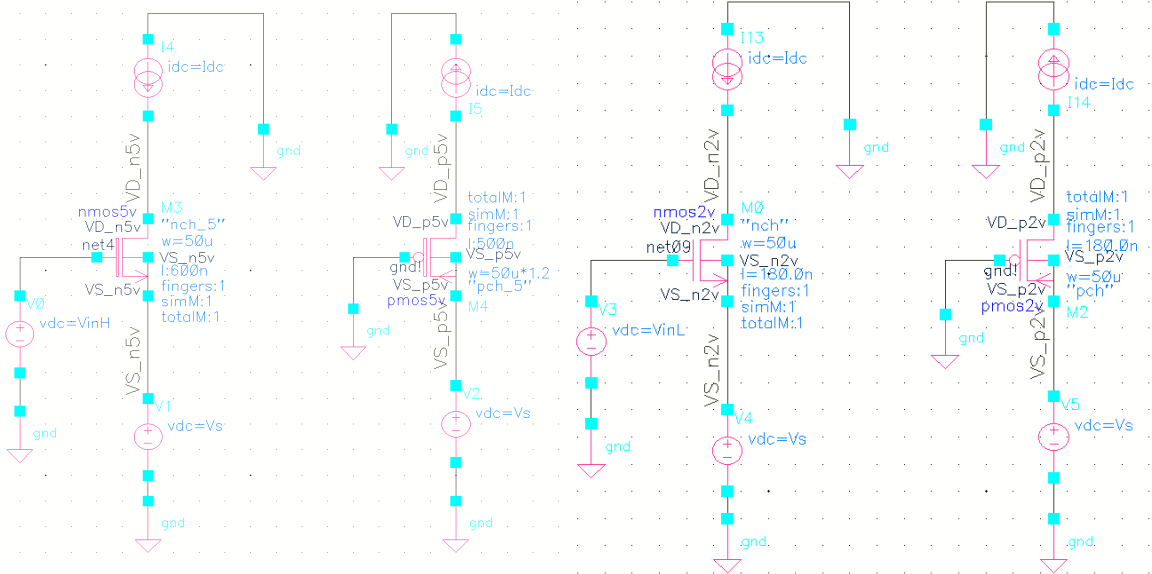 I4
idc=Idc
gnd
VD_n5v
nmos5v
M3
VD_n5v
"nch_5"
w=50u
net4
VS_n5v
l:600n
VS_n5v
fingers:1
simM:1
totalM:1
V0
vdc=VinH
gnd
VS_n5v
V1
vdc=Vs
gnd
idc=Idc
I5
gnd
VD_p5v
totalM:1
simM:1
VD_p5v
fingers:1
l:500n
VS_p5v
gnd!
w=50u*1.2
VS_p5v
"pch_5"
pmos5v
M4
gnd
VS_p5v
V2
vdc=Vs
gnd
I13
idc=Idc
gnd
VD_n2v
nmos2v
M0
VD_n2v
"nch"
w=50u
net09
VS_n2v
l=180.0n
VS_n2v
fingers:1
simM:1
totalM:1
V3
vdc=VinL
gnd
VS_n2v
V4
vdc=Vs
gnd
idc=Idc
I14
gnd
VD_p2v
totalM:1
simM:1
VD_p2v
fingers:1
l=180.0n
VS_p2v
gnd!
w=50u
VS_p2v
"pch"
pmos2v
M2
gnd
VS_p2v
V5
vdc=Vs
gnd